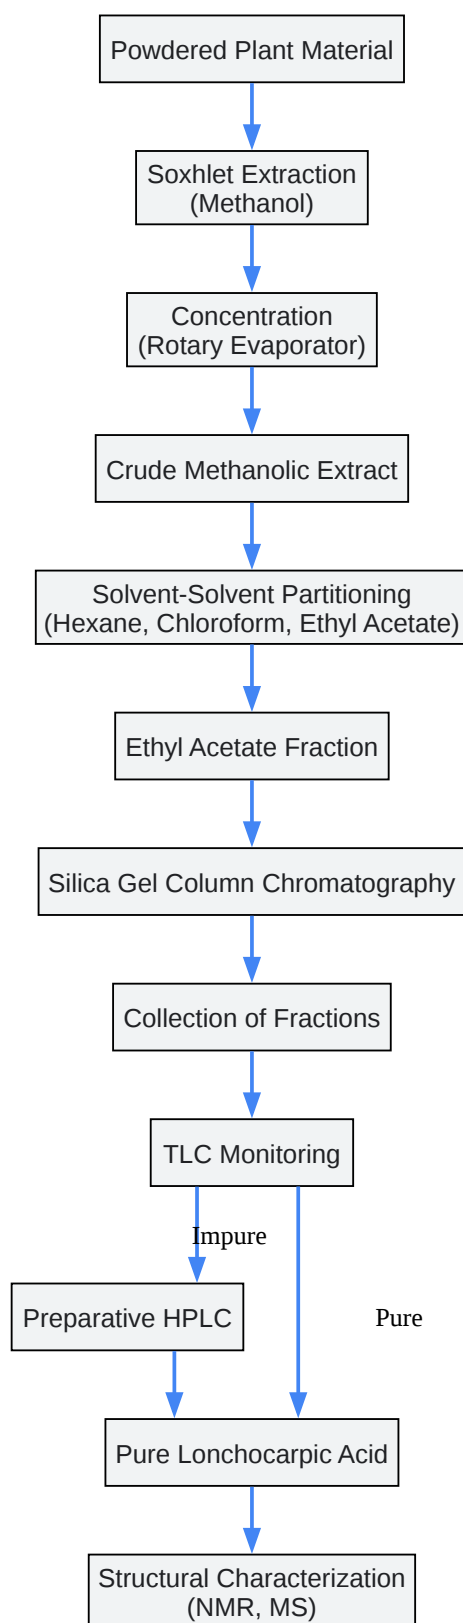 Powdered Plant Material
Soxhlet Extraction
(Methanol)
Concentration
(Rotary Evaporator)
Crude Methanolic Extract
Solvent-Solvent Partitioning
(Hexane, Chloroform, Ethyl Acetate)
Ethyl Acetate Fraction
Silica Gel Column Chromatography
Collection of Fractions
TLC Monitoring
Impure
Preparative HPLC
Pure
Pure Lonchocarpic Acid
Structural Characterization
(NMR, MS)